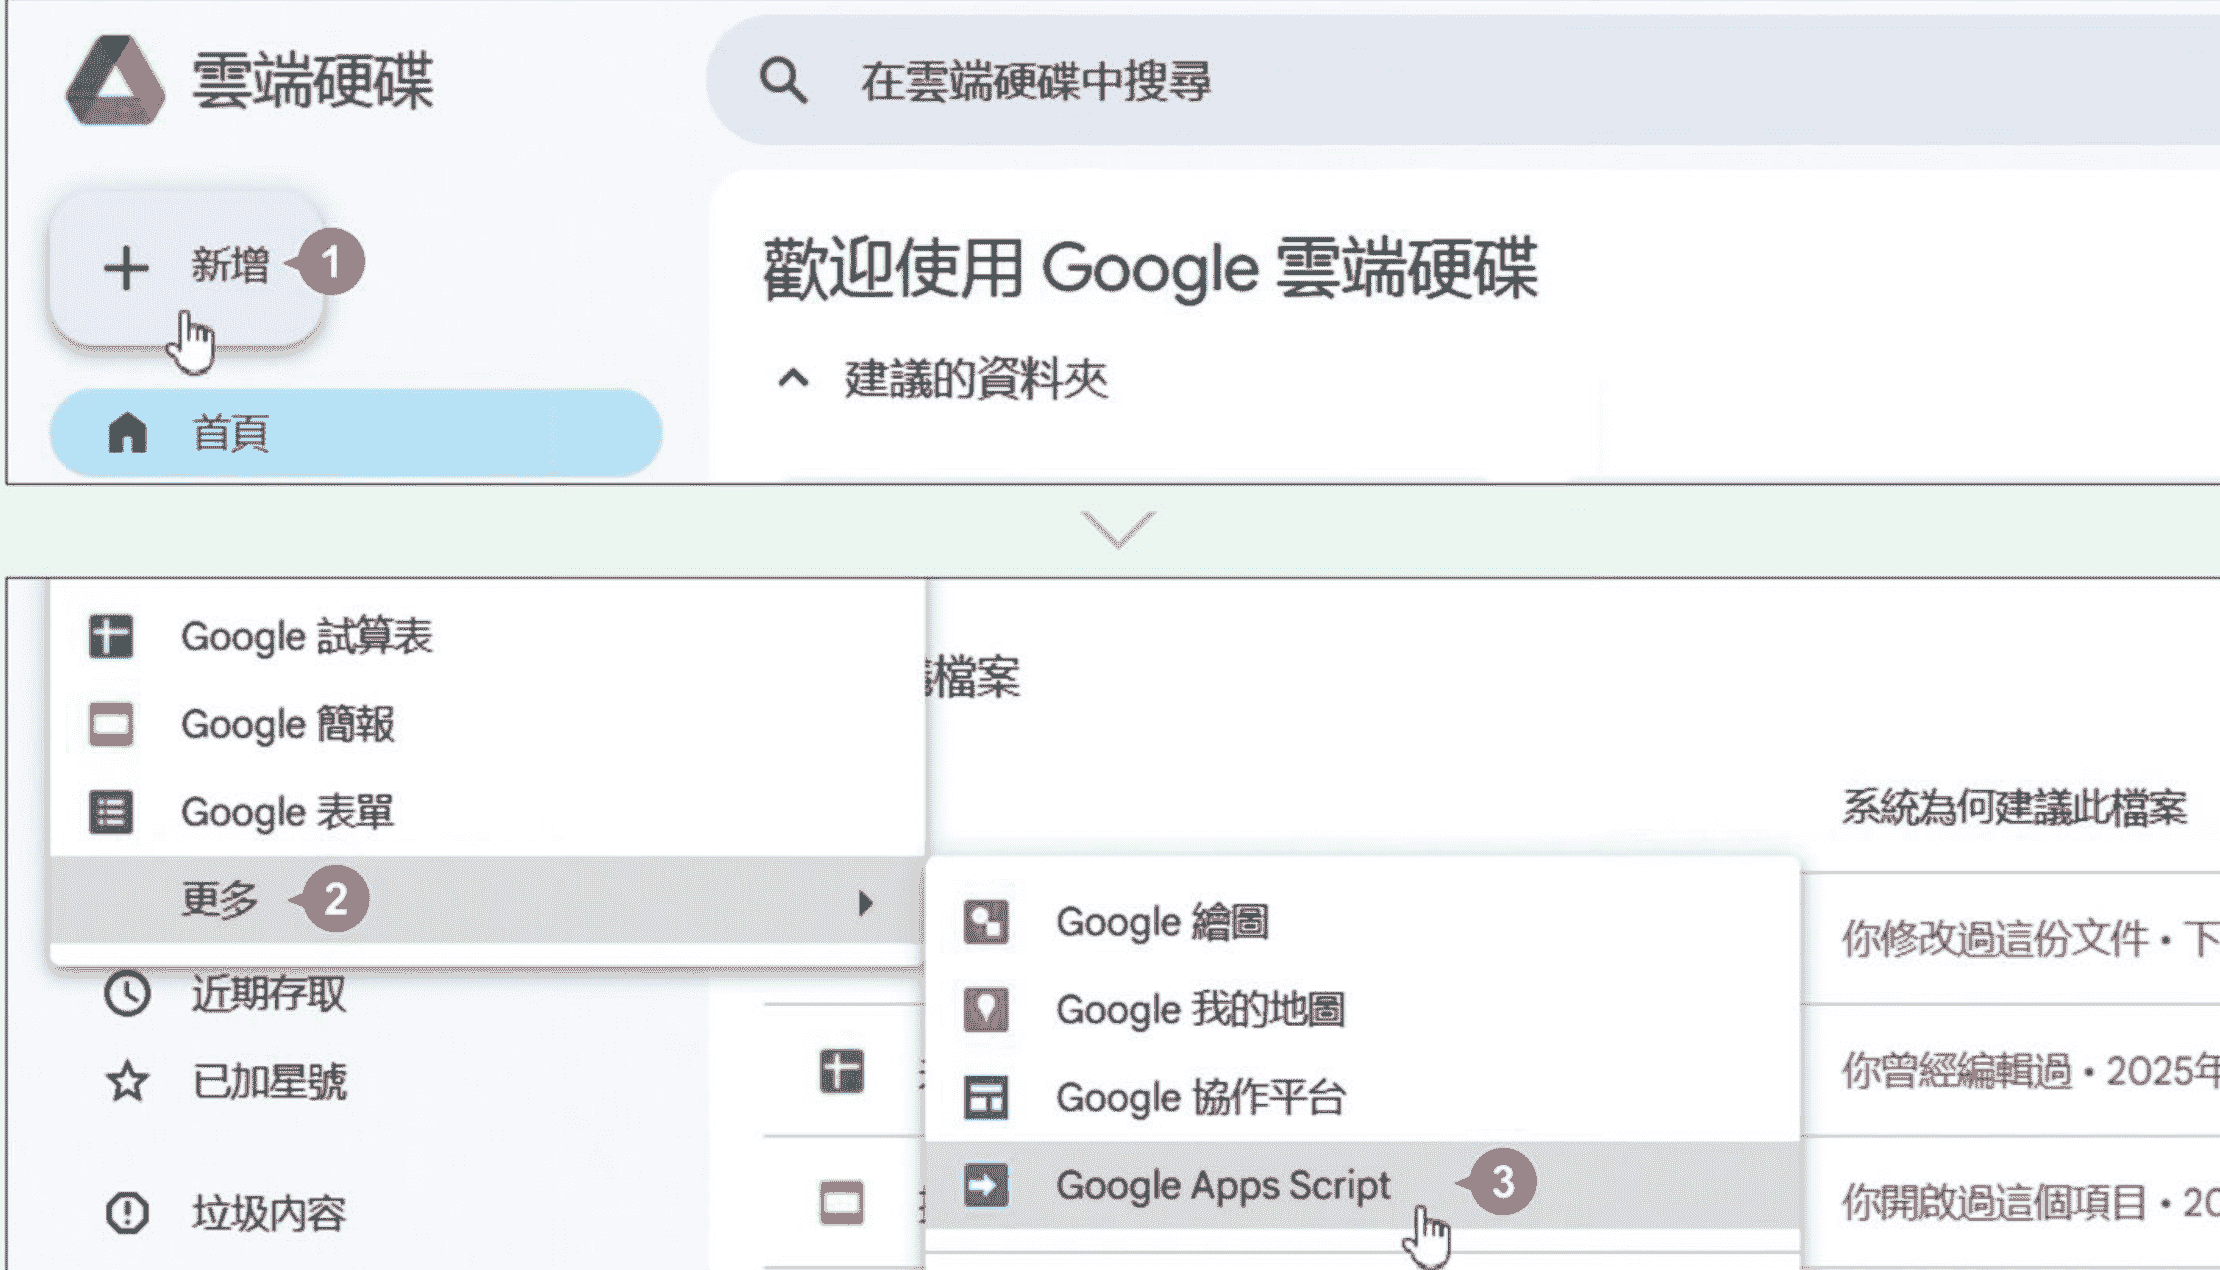 雲端硬碟
在雲端硬碟中搜尋
新增 1
歡迎使用 Google 雲端硬碟
建議的資料夾
首頁
Google 試算表
檔案
Google 簡報
Google 表單
系統為何建議此檔案
更多 2
Google 繪圖
你修改過這份文件 • 下
近期存取
Google 我的地圖
已加星號
Google 協作平台
你曾經編輯過 • 2025年
Google Apps Script 3
垃圾內容
你開啟過這個項目 • 20